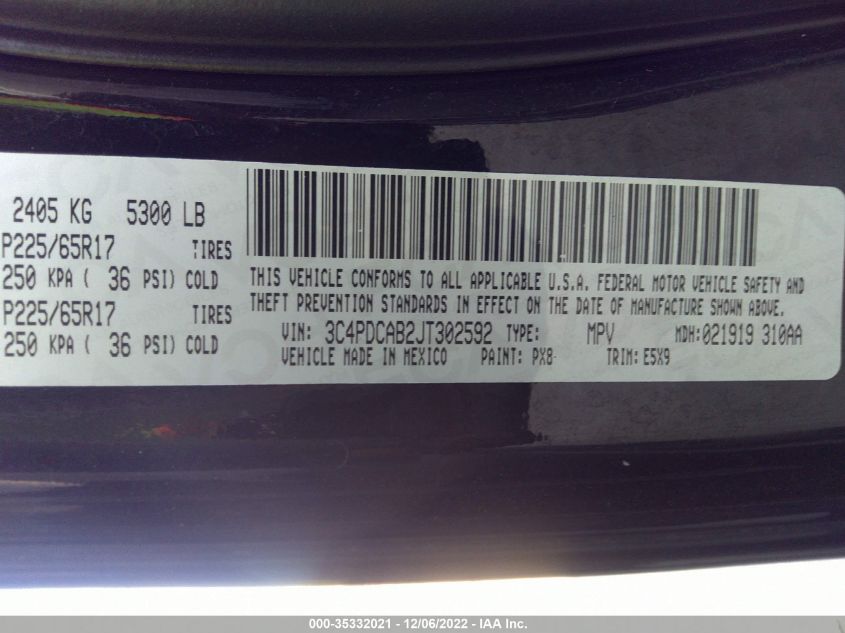 2405 KG 5300 LB
P225/65R17 TIRES
250 KPA ( 36 PSI) COLD
P225/65R17 TIRES
250 KPA ( 36 PSI) COLD
THIS VEHICLE CONFORMS TO ALL APPLICABLE U.S.A. FEDERAL MOTOR VEHICLE SAFETY AND
THEFT PREVENTION STANDARDS IN EFFECT ON THE DATE OF MANUFACTURE SHOWN ABOVE.
VIN: 3C4PDCAB2JT302592 TYPE: MPV MDH:021919 310AA
VEHICLE MADE IN MEXICO PAINT: PX8 TRIM: E5X9
000-35332021 - 12/06/2022 - IAA Inc.